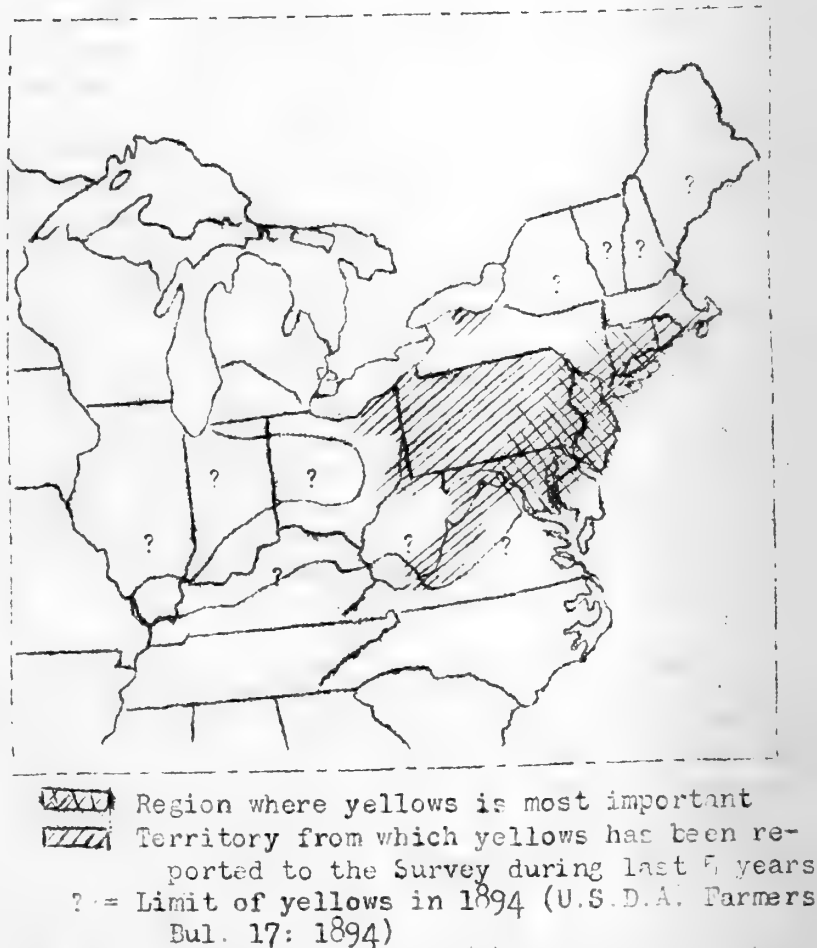 ?
? ? ?
? ?
? ? ?
?
Region where yellows is most important
Territory from which yellows has been re-
ported to the Survey during last 5 years
? = Limit of yellows in 1894 (U.S.D.A. Farmers
Bul. 17: 1894)